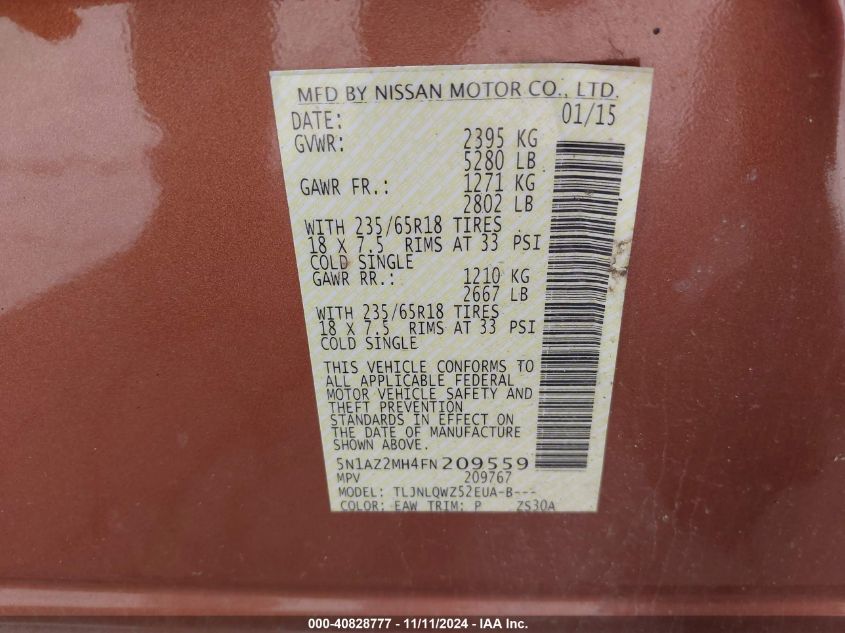 MFD BY NISSAN MOTOR CO., LTD.
DATE: 01/15
GVWR: 2395 KG
5280 LB
GAWR FR.: 1271 KG
2802 LB
WITH 235/65R18 TIRES
18 X 7.5 RIMS AT 33 PSI
COLD SINGLE
GAWR RR.: 1210 KG
2667 LB
WITH 235/65R18 TIRES
18 X 7.5 RIMS AT 33 PSI
COLD SINGLE
THIS VEHICLE CONFORMS TO
ALL APPLICABLE FEDERAL
MOTOR VEHICLE SAFETY AND
THEFT PREVENTION
STANDARDS IN EFFECT ON
THE DATE OF MANUFACTURE
SHOWN ABOVE.
5N1AZ2MH4FN 209559
MPV 209767
MODEL: TLJNLQWZ52EUA-B---
COLOR: EAW TRIM: P ZS30A
000-40828777 - 11/11/2024 - IAA Inc.